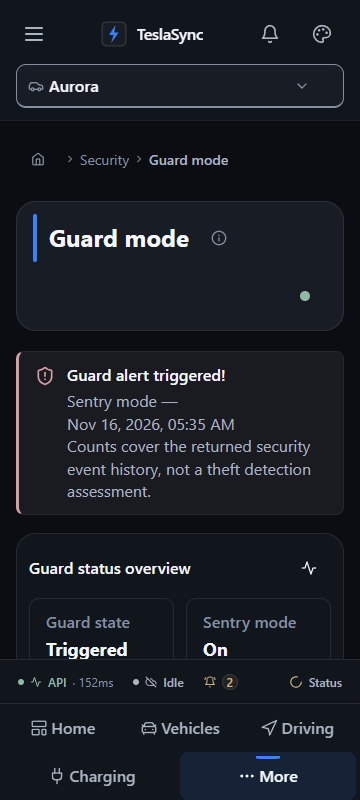 TeslaSync
Aurora
Security
Guard mode
Guard mode
Guard alert triggered!
Sentry mode —
Nov 16, 2026, 05:35 AM
Counts cover the returned security
event history, not a theft detection
assessment.
Guard status overview
Guard state
Sentry mode
Triggered
On
API · 152ms
Idle
2
Status
Home
Vehicles
Driving
Charging
More